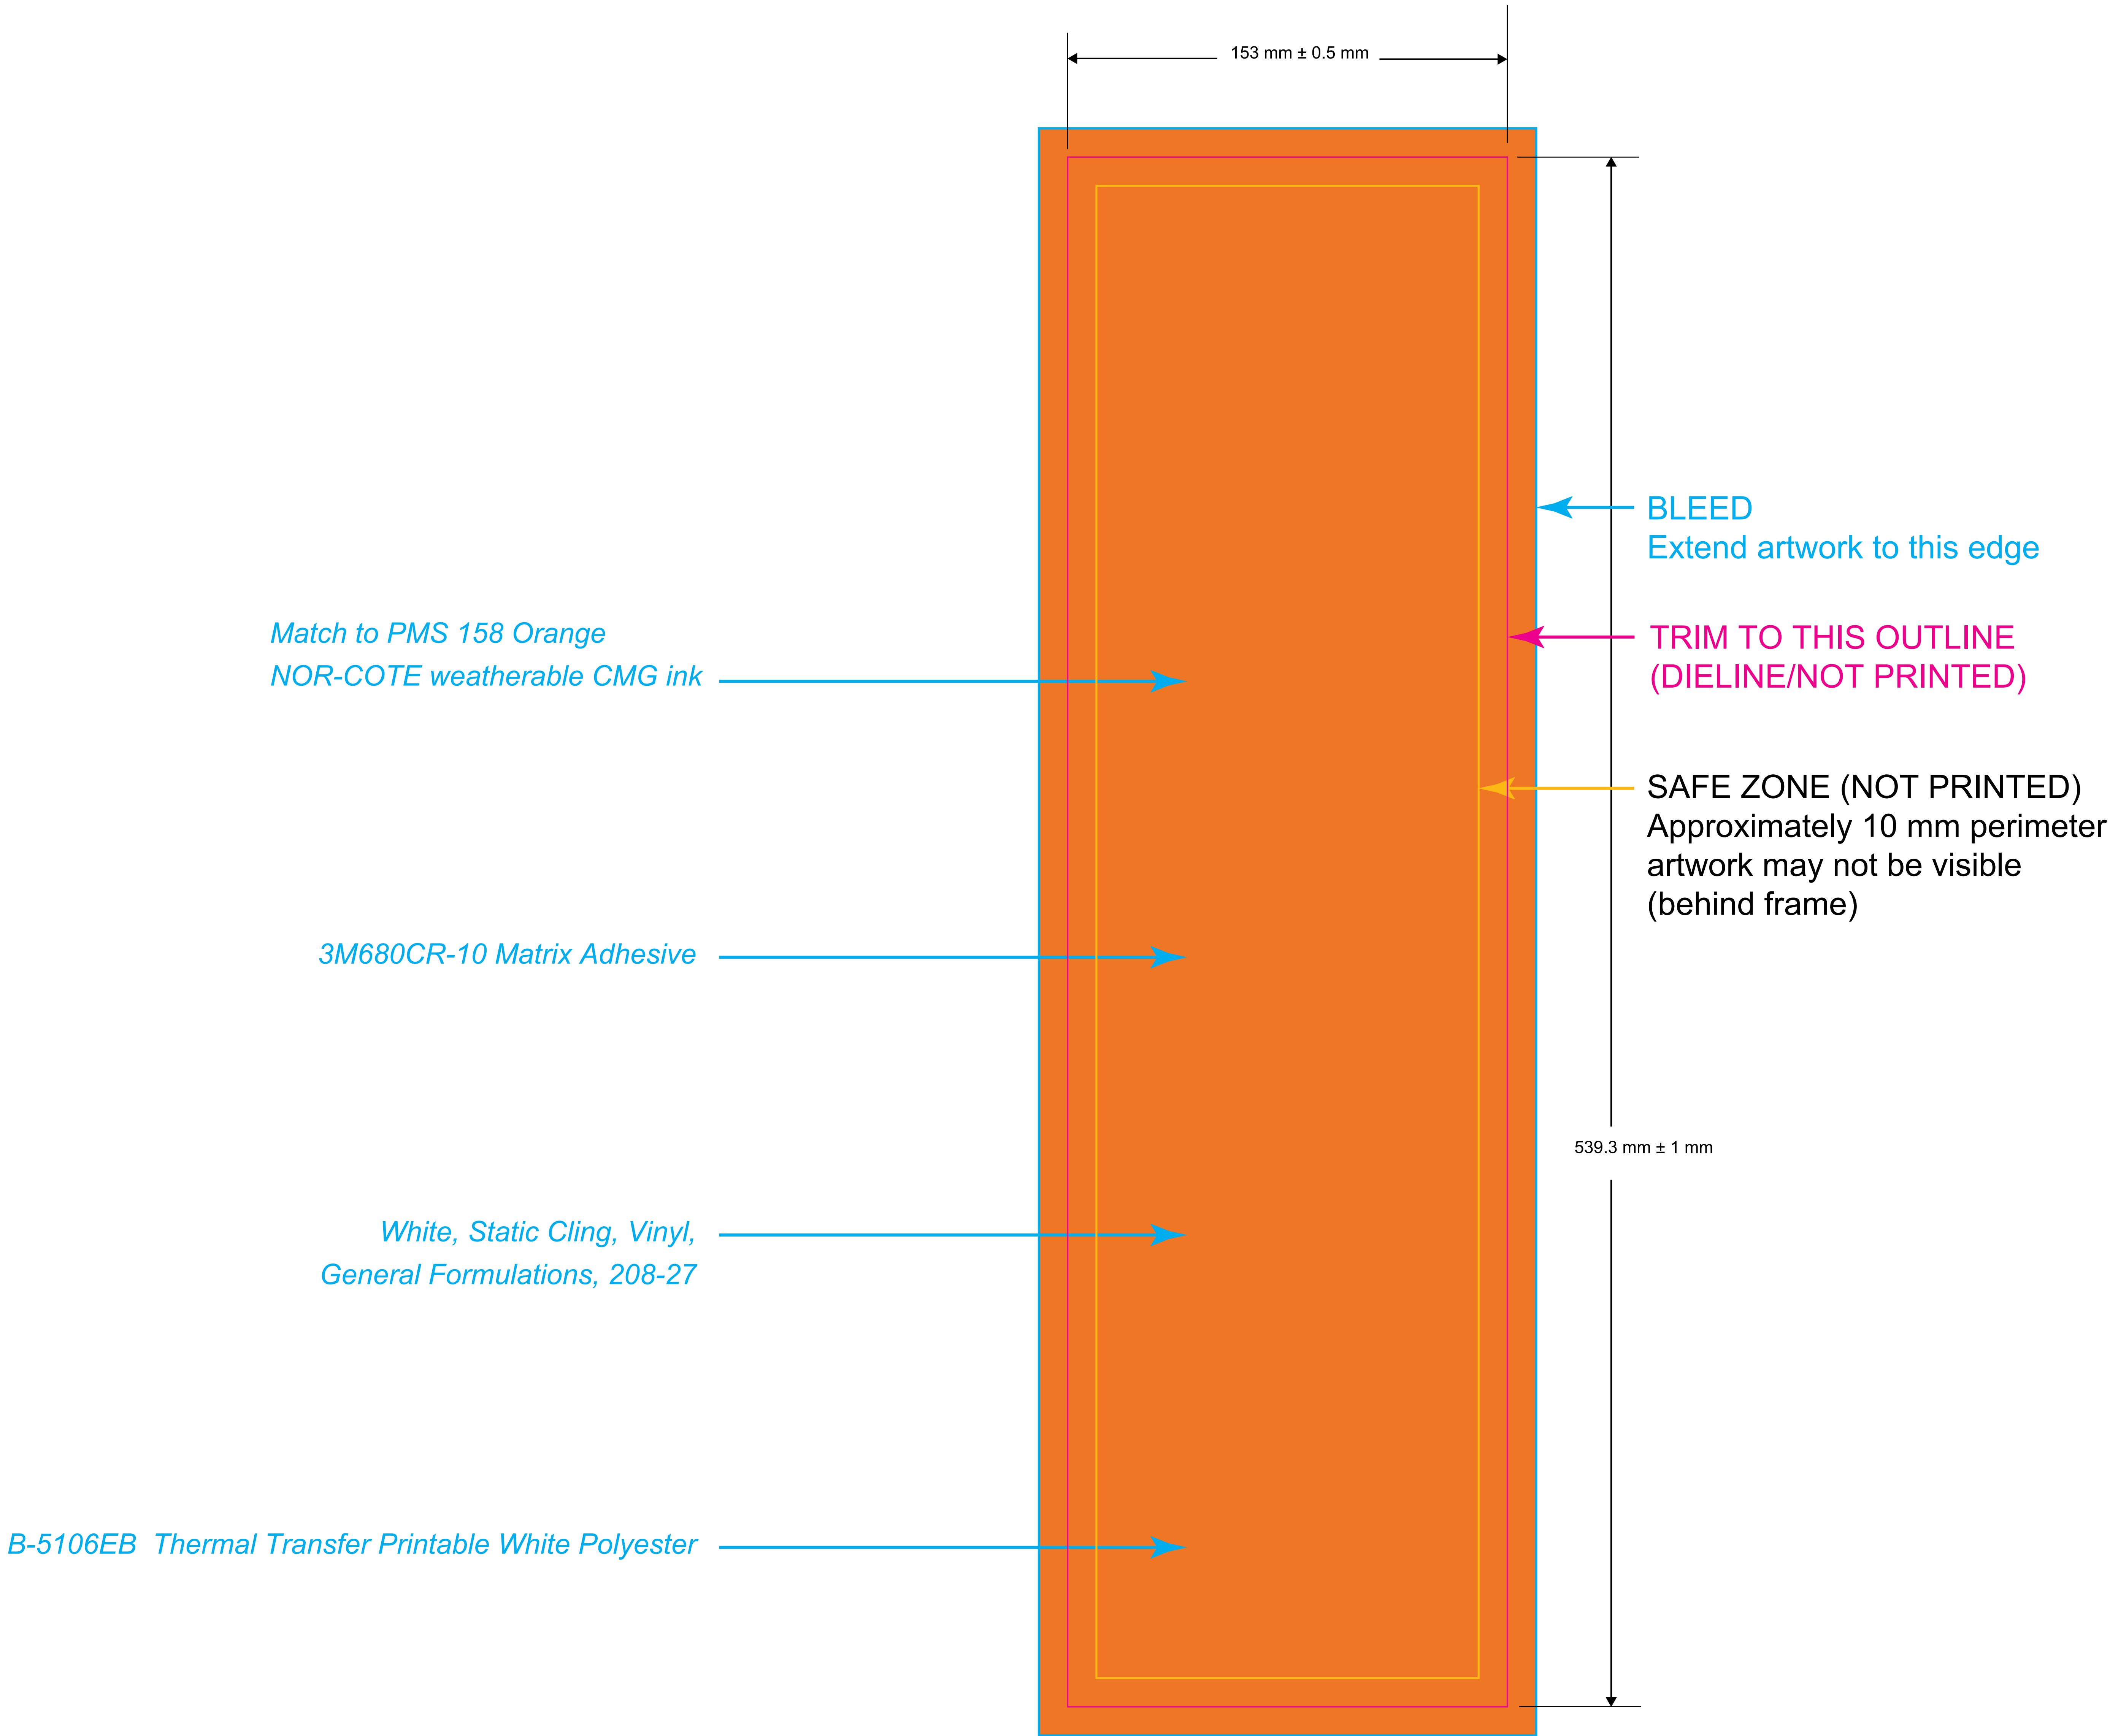 153 mm ± 0.5 mm
BLEED
Extend artwork to this edge
Match to PMS 158 Orange
NOR-COTE weatherable CMG ink
TRIM TO THIS OUTLINE
(DIELINE/NOT PRINTED)
SAFE ZONE (NOT PRINTED)
Approximately 10 mm perimeter
artwork may not be visible
(behind frame)
3M680CR-10 Matrix Adhesive
539.3 mm ± 1 mm
White, Static Cling, Vinyl,
General Formulations, 208-27
B-5106EB  Thermal Transfer Printable White Polyester